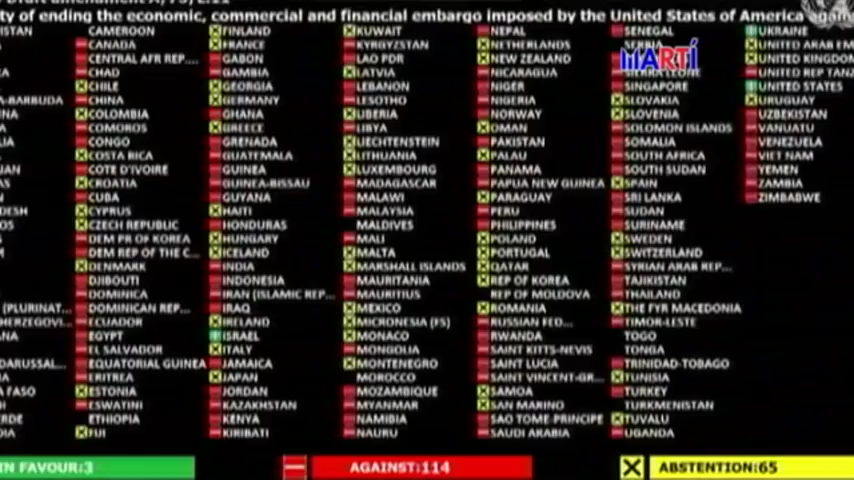 ty of ending the economic, commercial and financial embargo imposed by the United States of America
A-BARBUDA
(PLURINAT...
HERZEGOVI...
DARUSSAL...
A FASO
CAMEROON
CANADA
CENTRAL AFR REP....
CHAD
CHILE
CHINA
COLOMBIA
COMOROS
CONGO
COSTA RICA
COTE D'IVOIRE
CROATIA
CUBA
CYPRUS
CZECH REPUBLIC
DEM PR OF KOREA
DEM REP OF THE C...
DENMARK
DJIBOUTI
DOMINICA
DOMINICAN REP...
ECUADOR
EGYPT
EL SALVADOR
EQUATORIAL GUINEA
ERITREA
ESTONIA
ESWATINI
ETHIOPIA
FIJI
FINLAND
FRANCE
GABON
GAMBIA
GEORGIA
GERMANY
GHANA
GREECE
GRENADA
GUATEMALA
GUINEA
GUINEA-BISSAU
GUYANA
HAITI
HONDURAS
HUNGARY
ICELAND
INDIA
INDONESIA
IRAN (ISLAMIC REP...
IRAQ
IRELAND
ISRAEL
ITALY
JAMAICA
JAPAN
JORDAN
KAZAKHSTAN
KENYA
KIRIBATI
KUWAIT
KYRGYZSTAN
LAO PDR
LATVIA
LEBANON
LESOTHO
LIBERIA
LIBYA
LIECHTENSTEIN
LITHUANIA
LUXEMBOURG
MADAGASCAR
MALAWI
MALAYSIA
MALDIVES
MALI
MALTA
MARSHALL ISLANDS
MAURITANIA
MAURITIUS
MEXICO
MICRONESIA (FS)
MONACO
MONGOLIA
MONTENEGRO
MOROCCO
MOZAMBIQUE
MYANMAR
NAMIBIA
NAURU
NEPAL
NETHERLANDS
NEW ZEALAND
NICARAGUA
NIGER
NIGERIA
NORWAY
OMAN
PAKISTAN
PALAU
PANAMA
PAPUA NEW GUINEA
PARAGUAY
PERU
PHILIPPINES
POLAND
PORTUGAL
QATAR
REP OF KOREA
REP OF MOLDOVA
ROMANIA
RUSSIAN FED...
RWANDA
SAINT KITTS-NEVIS
SAINT LUCIA
SAINT VINCENT-GR...
SAMOA
SAN MARINO
SAO TOME-PRINCIPE
SAUDI ARABIA
SENEGAL
MARTÍ
SINGAPORE
SLOVAKIA
SLOVENIA
SOLOMON ISLANDS
SOMALIA
SOUTH AFRICA
SOUTH SUDAN
SPAIN
SRI LANKA
SUDAN
SURINAME
SWEDEN
SWITZERLAND
SYRIAN ARAB REP...
TAJIKISTAN
THAILAND
THE FYR MACEDONIA
TIMOR-LESTE
TOGO
TONGA
TRINIDAD-TOBAGO
TUNISIA
TURKEY
TURKMENISTAN
TUVALU
UGANDA
UKRAINE
UNITED ARAB EM
UNITED KINGDO
UNITED REP TAN
UNITED STATES
URUGUAY
UZBEKISTAN
VANUATU
VENEZUELA
VIET NAM
YEMEN
ZAMBIA
ZIMBABWE
IN FAVOUR:3
AGAINST:114
ABSTENTION:65